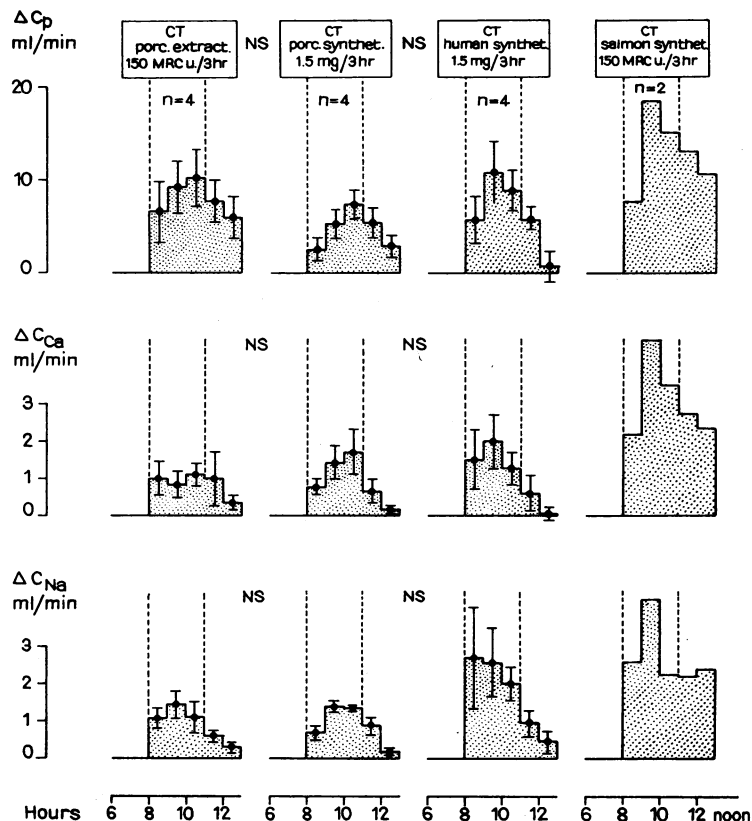 Δ Cp
ml/min
CT
porc. extract.
150 MRC u./3hr
NS
CT
porc. synthet.
1.5 mg/3hr
NS
CT
human synthet.
1.5 mg/3hr
CT
salmon synthet.
150 MRC u./3hr
n=4
n=4
n=4
n=2
20
10
0
Δ CCa
ml/min
NS
NS
3
2
1
0
Δ CNa
ml/min
NS
NS
3
2
1
0
Hours
6 8 10 12
6 8 10 12
6 8 10 12
6 8 10 12 noon